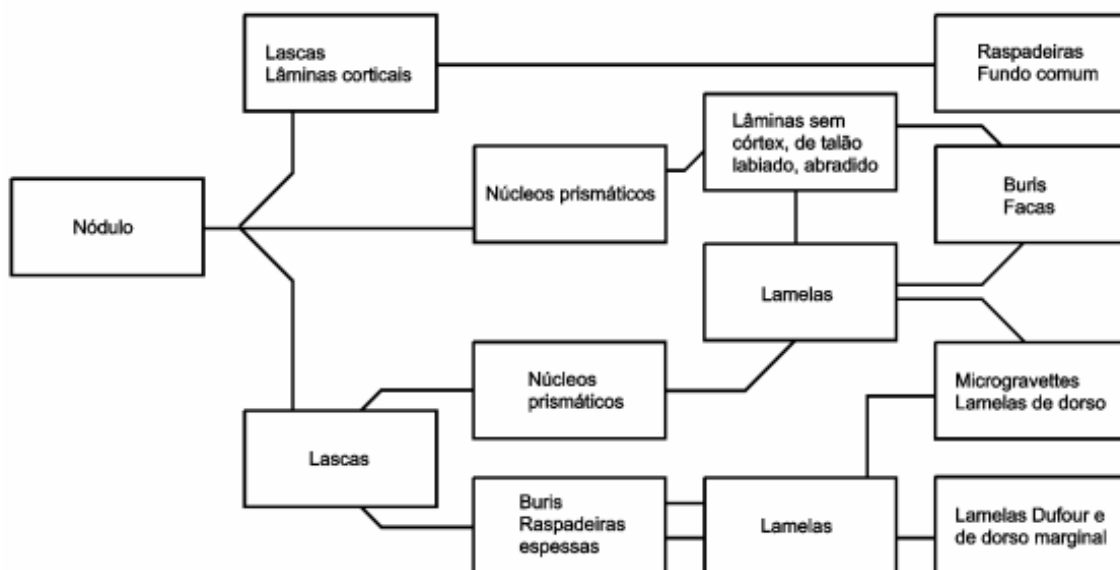 Lascas
Lâminas corticais
Raspadeiras
Fundo comum
Lâminas sem
córtex, de talão
labiado, abradido
Núcleos prismáticos
Buris
Facas
Nódulo
Lamelas
Núcleos
prismáticos
Microgravettes
Lamelas de dorso
Lascas
Buris
Raspadeiras
espessas
Lamelas
Lamelas Dufour e
de dorso marginal